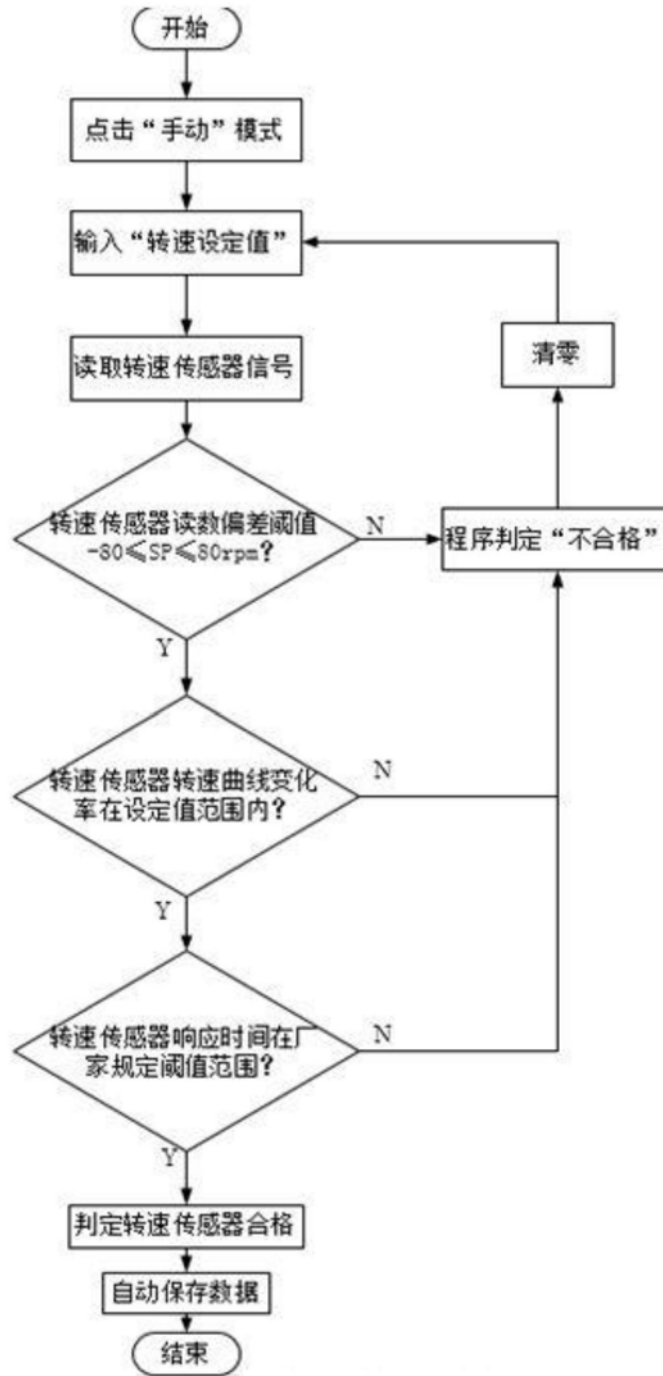 开始
点击“手动”模式
输入“转速设定值”
读取转速传感器信号
清零
转速传感器读数偏差阈值
-80≤SP≤80rpm?
N
程序判定“不合格”
Y
转速传感器转速曲线变化
率在设定值范围内?
N
Y
转速传感器响应时间在厂
家规定阈值范围?
N
Y
判定转速传感器合格
自动保存数据
结束